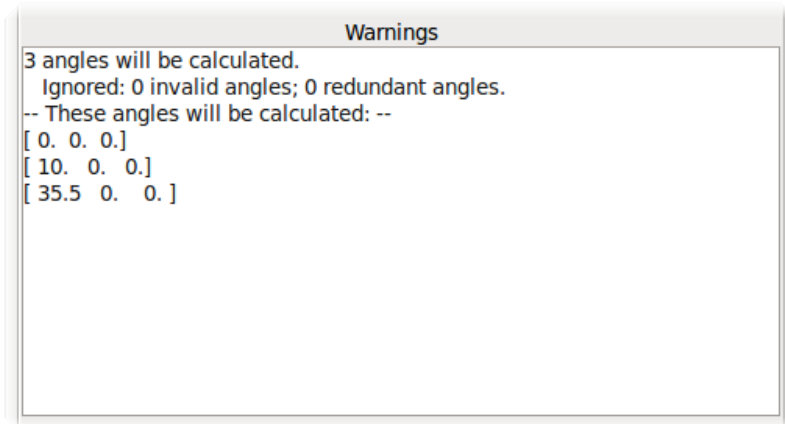 Warnings
3 angles will be calculated.
Ignored: 0 invalid angles; 0 redundant angles.
-- These angles will be calculated: --
[ 0.  0.  0.]
[ 10.   0.   0.]
[ 35.5   0.    0. ]